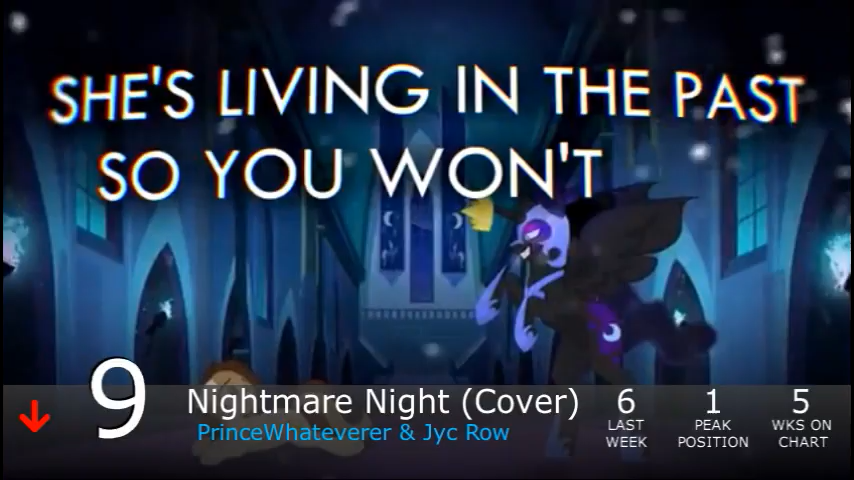 SHE'S LIVING IN THE PAST
SO YOU WON'T
9
Nightmare Night (Cover)
PrinceWhateverer & Jyc Row
6
LAST
WEEK
1
PEAK
POSITION
5
WKS ON
CHART